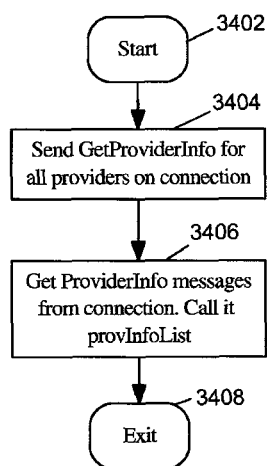 3402
Start
3404
Send GetProviderInfo for
all providers on connection
3406
Get ProviderInfo messages
from connection. Call it
provInfoList
3408
Exit